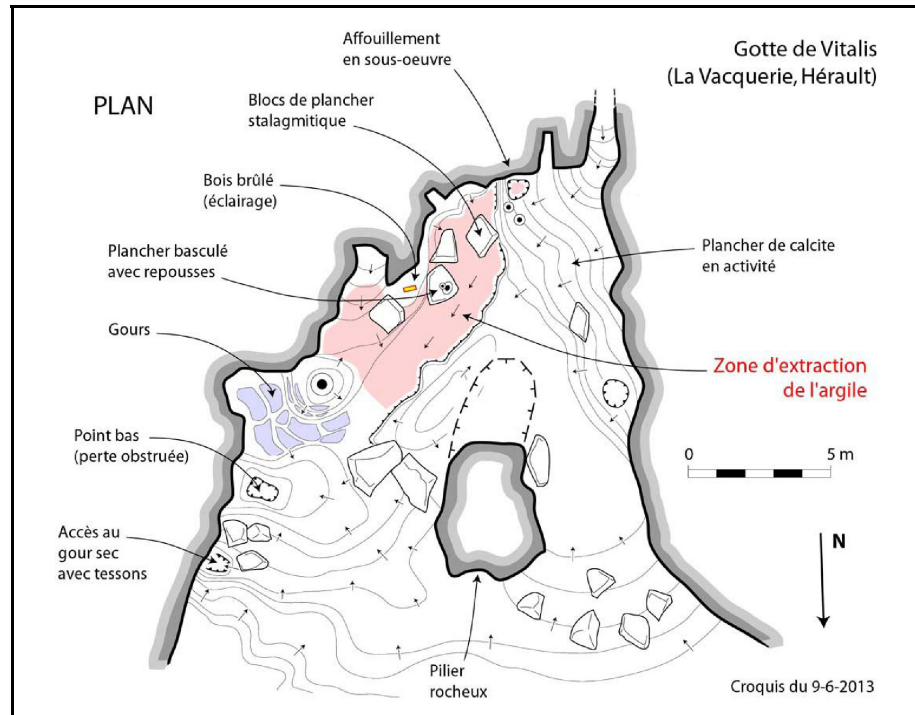 Gotte de Vitalis
(La Vacquerie, Hérault)
PLAN
Affouillement
en sous-oeuvre
Blocs de plancher
stalagmitique
Bois brûlé
(éclairage)
Plancher basculé
avec repousses
Gours
Point bas
(perte obstruée)
Accès au
gour sec
avec tessons
Plancher de calcite
en activité
Zone d'extraction
de l'argile
0
5 m
N
Pilier
rocheux
Croquis du 9-6-2013